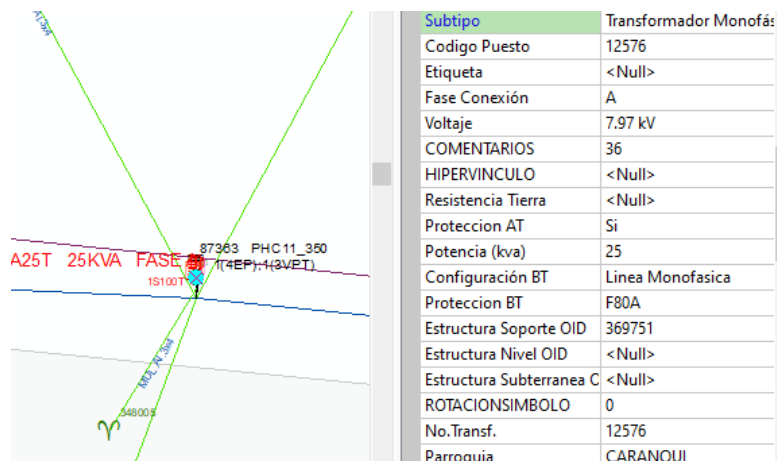 87383 PHC11_350
A25T 25KVA FASE
1(4EP);1(3VPT)
1S100T
MUL_AI_3x4
348005
Subtipo Transformador Monofás
Codigo Puesto 12576
Etiqueta <Null>
Fase Conexión A
Voltaje 7.97 kV
COMENTARIOS 36
HIPERVINCULO <Null>
Resistencia Tierra <Null>
Proteccion AT Si
Potencia (kva) 25
Configuración BT Linea Monofasica
Proteccion BT F80A
Estructura Soporte OID 369751
Estructura Nivel OID <Null>
Estructura Subterranea C <Null>
ROTACIONSIMBOLO 0
No.Transf. 12576
Parroquia CARANQUI